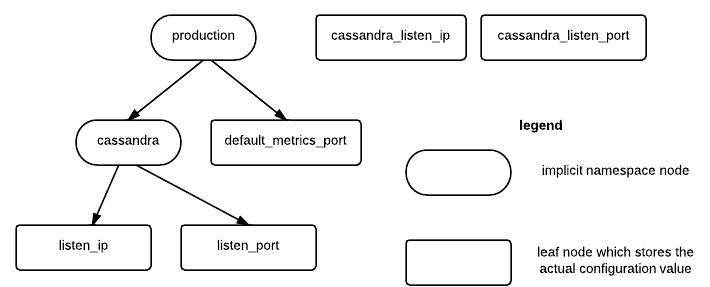 production
cassandra_listen_ip
cassandra_listen_port
cassandra
default_metrics_port
listen_ip
listen_port
legend
implicit namespace node
leaf node which stores the
actual configuration value